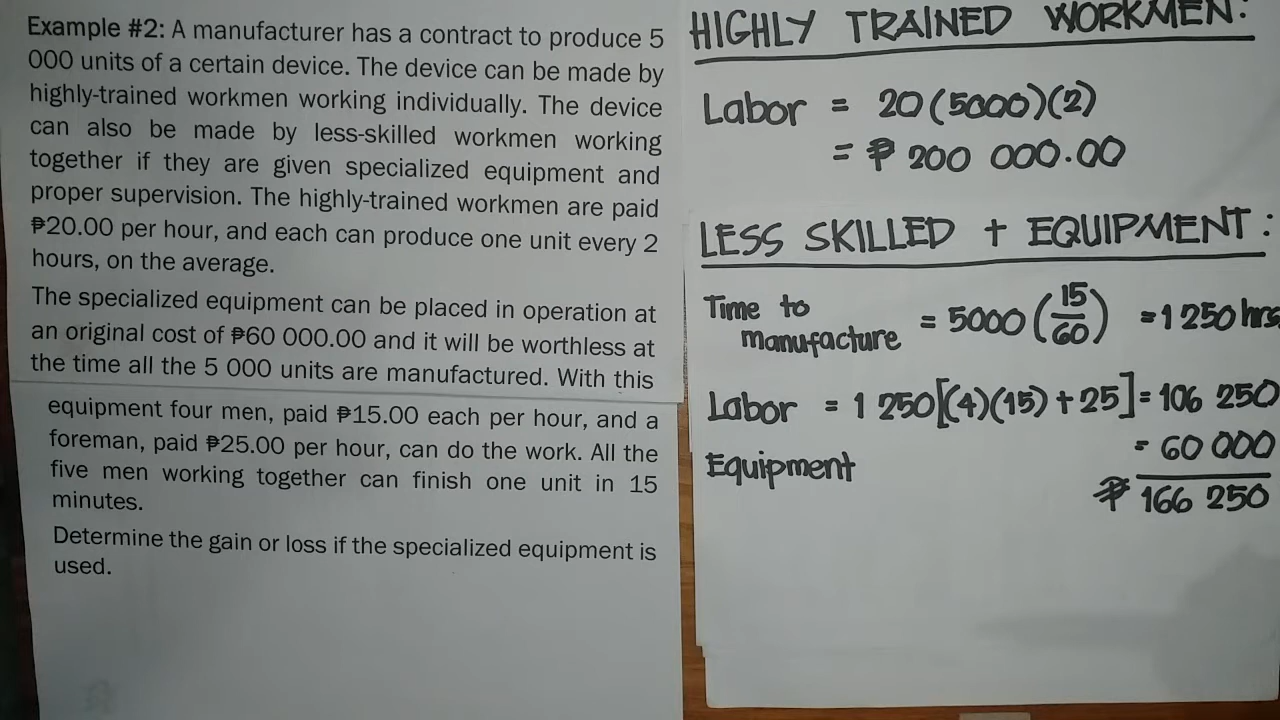 Example #2: A manufacturer has a contract to produce 5
000 units of a certain device. The device can be made by
highly-trained workmen working individually. The device
can also be made by less-skilled workmen working
together if they are given specialized equipment and
proper supervision. The highly-trained workmen are paid
₱20.00 per hour, and each can produce one unit every 2
hours, on the average.
The specialized equipment can be placed in operation at
an original cost of ₱60 000.00 and it will be worthless at
the time all the 5 000 units are manufactured. With this
equipment four men, paid ₱15.00 each per hour, and a
foreman, paid ₱25.00 per hour, can do the work. All the
five men working together can finish one unit in 15
minutes.
Determine the gain or loss if the specialized equipment is
used.
HIGHLY TRAINED WORKMEN:
Labor = 20(5000)(2)
= ₱ 200 000.00
LESS SKILLED + EQUIPMENT:
Time to manufacture = 5000 (15/60) = 1 250 hrs
Labor = 1 250[(4)(15) + 25] = 106 250
Equipment = 60 000
₱ 166 250